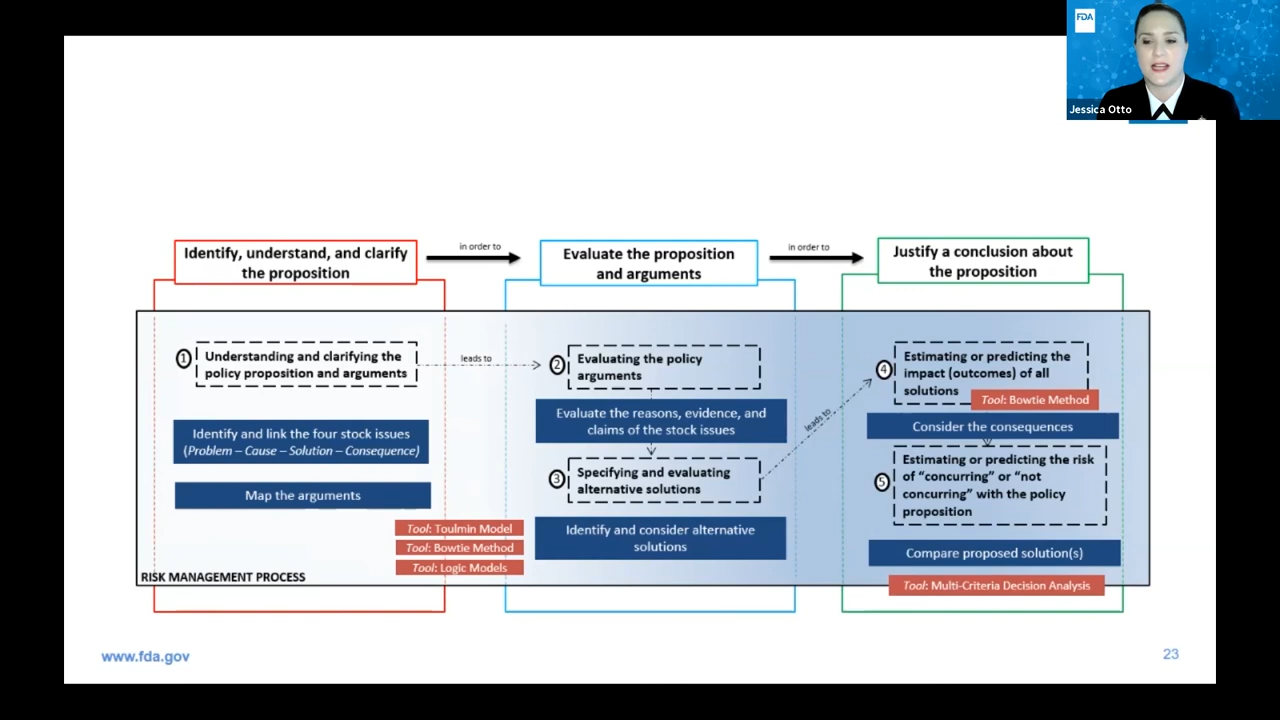 FDA
Jessica Otto
Identify, understand, and clarify
the proposition
in order to
Evaluate the proposition
and arguments
in order to
Justify a conclusion about
the proposition
1
Understanding and clarifying the
policy proposition and arguments
leads to
Identify and link the four stock issues
(Problem – Cause – Solution – Consequence)
Map the arguments
Tool: Toulmin Model
Tool: Bowtie Method
Tool: Logic Models
2
Evaluating the policy
arguments
Evaluate the reasons, evidence, and
claims of the stock issues
3
Specifying and evaluating
alternative solutions
Identify and consider alternative
solutions
leads to
4
Estimating or predicting the
impact (outcomes) of all
solutions
Tool: Bowtie Method
Consider the consequences
5
Estimating or predicting the risk
of “concurring” or “not
concurring” with the policy
proposition
Compare proposed solution(s)
Tool: Multi-Criteria Decision Analysis
RISK MANAGEMENT PROCESS
www.fda.gov
23